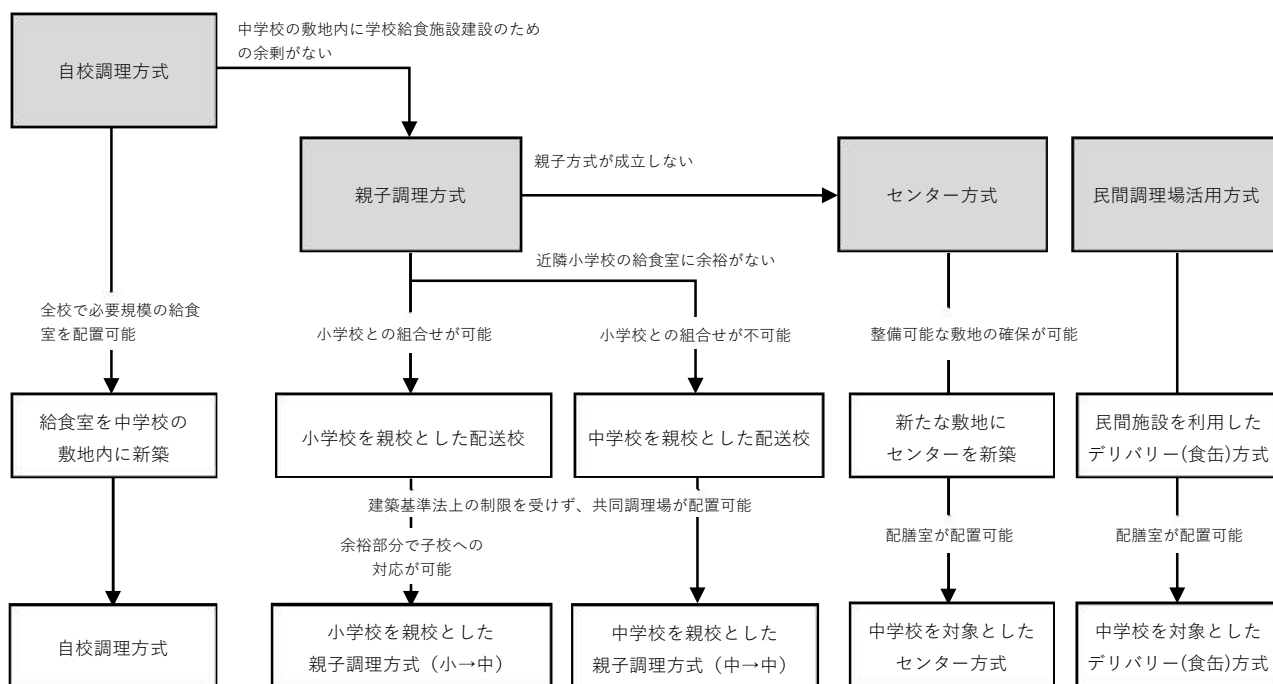 中学校の敷地内に学校給食施設建設のため
の余剰がない
自校調理方式
親子方式が成立しない
親子調理方式
センター方式
民間調理場活用方式
近隣小学校の給食室に余裕がない
全校で必要規模の給食
室を配置可能
小学校との組合せが可能
小学校との組合せが不可能
整備可能な敷地の確保が可能
給食室を中学校の
敷地内に新築
小学校を親校とした配送校
中学校を親校とした配送校
新たな敷地に
センターを新築
民間施設を利用した
デリバリー(食缶)方式
建築基準法上の制限を受けず、共同調理場が配置可能
余裕部分で子校への
対応が可能
配膳室が配置可能
配膳室が配置可能
自校調理方式
小学校を親校とした
親子調理方式（小→中）
中学校を親校とした
親子調理方式（中→中）
中学校を対象とした
センター方式
中学校を対象とした
デリバリー(食缶)方式